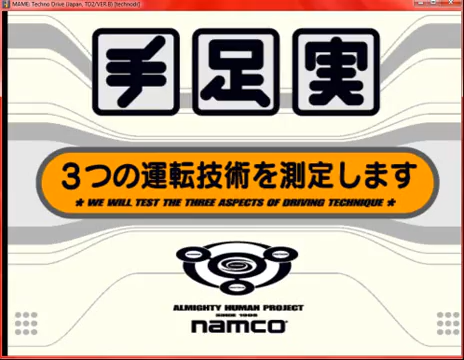 MAME: Techno Drive (Japan, TD2/VER.B) [technodr]
手 足 実
3つの運転技術を測定します
★ WE WILL TEST THE THREE ASPECTS OF DRIVING TECHNIQUE ★
ALMIGHTY HUMAN PROJECT
SINCE 1998
namco